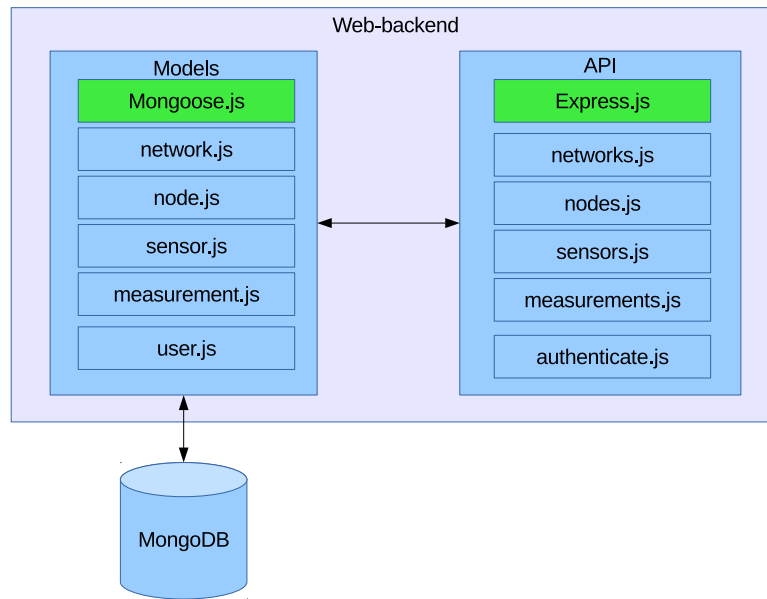 Web-backend
Models
Mongoose.js
network.js
node.js
sensor.js
measurement.js
user.js
API
Express.js
networks.js
nodes.js
sensors.js
measurements.js
authenticate.js
MongoDB